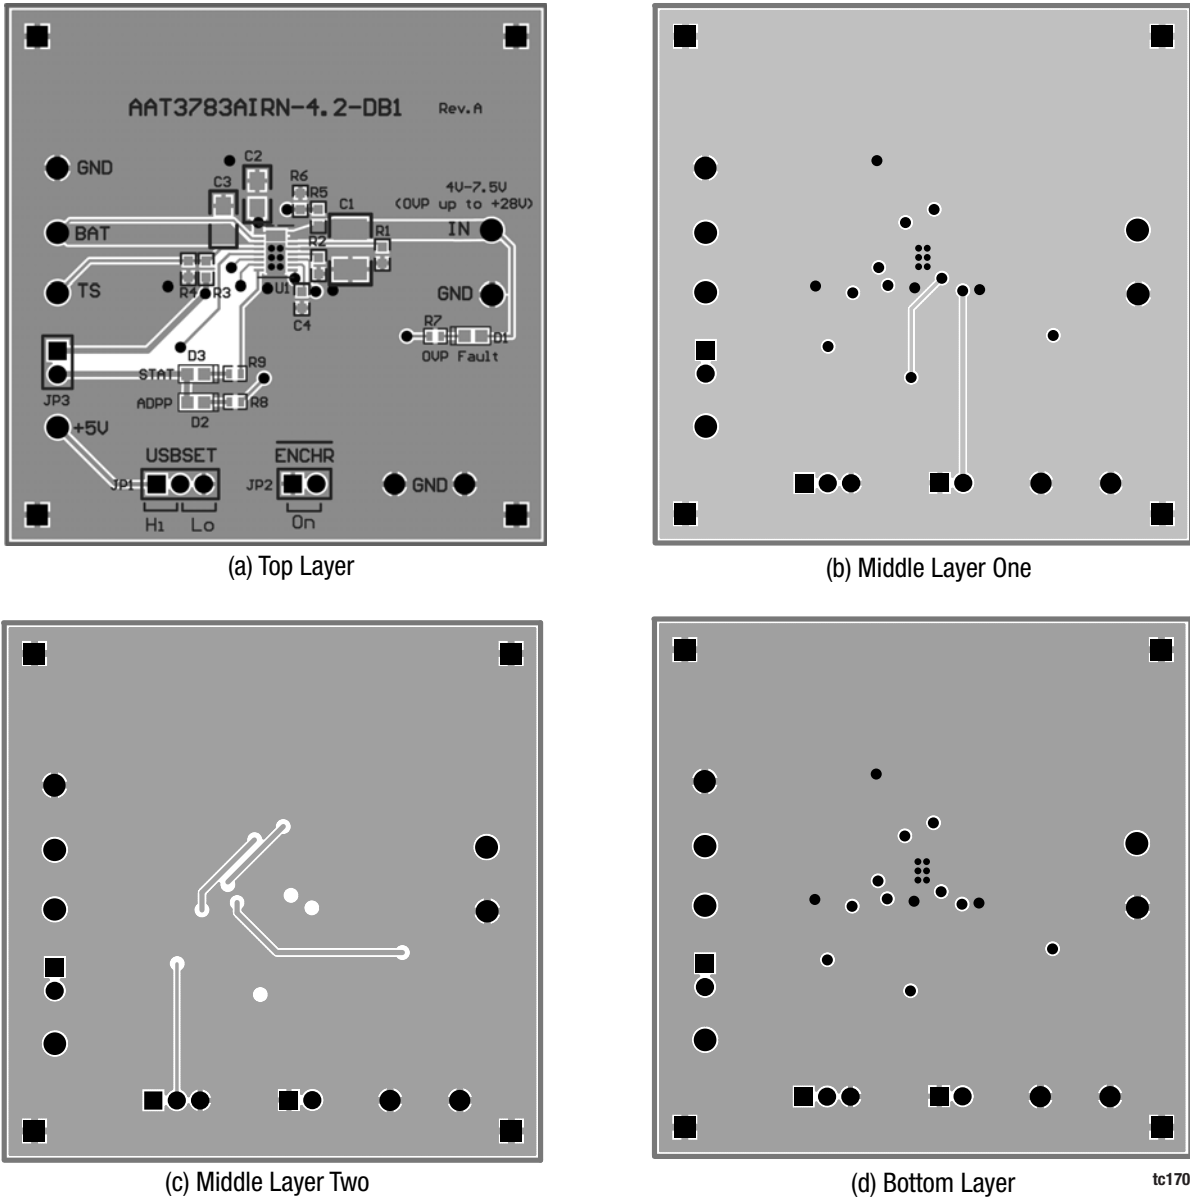 AAT3783AIRN-4.2-DB1 Rev.A
GND
C2
C3
R6
R5
C1
4V-7.5V
(OVP up to +28V)
BAT
IN
R1
R2
TS
R4
R3
U1
GND
C4
R7
D1
OVP Fault
D3
R9
STAT
JP3
ADPP
R8
D2
+5V
USBSET
ENCHR
JP1
JP2
GND
Hi
Lo
On
(a) Top Layer
(b) Middle Layer One
(c) Middle Layer Two
(d) Bottom Layer
tc170